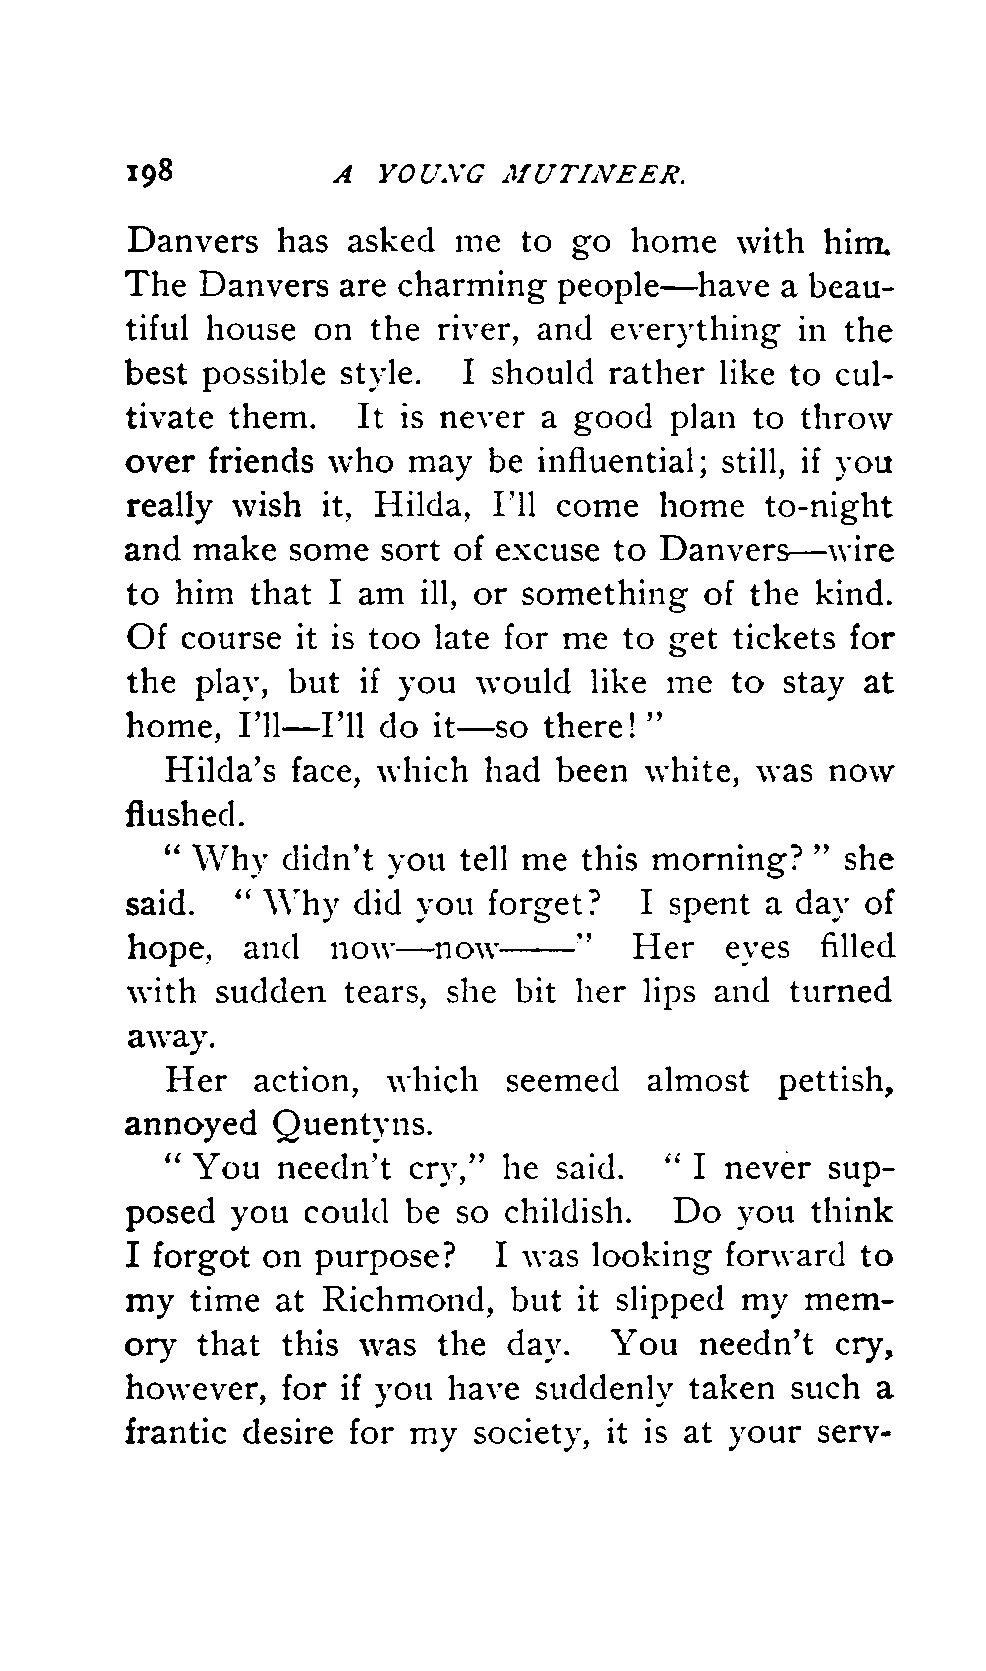 198 A YOUNG MUTINEER.
Danvers has asked me to go home with him.
The Danvers are charming people—have a beau-
tiful house on the river, and everything in the
best possible style. I should rather like to cul-
tivate them. It is never a good plan to throw
over friends who may be influential; still, if you
really wish it, Hilda, I'll come home to-night
and make some sort of excuse to Danvers—wire
to him that I am ill, or something of the kind.
Of course it is too late for me to get tickets for
the play, but if you would like me to stay at
home, I'll—I'll do it—so there!"
Hilda's face, which had been white, was now
flushed.
"Why didn't you tell me this morning?" she
said. "Why did you forget? I spent a day of
hope, and now—now——" Her eyes filled
with sudden tears, she bit her lips and turned
away.
Her action, which seemed almost pettish,
annoyed Quentyns.
"You needn't cry," he said. "I never sup-
posed you could be so childish. Do you think
I forgot on purpose? I was looking forward to
my time at Richmond, but it slipped my mem-
ory that this was the day. You needn't cry,
however, for if you have suddenly taken such a
frantic desire for my society, it is at your serv-